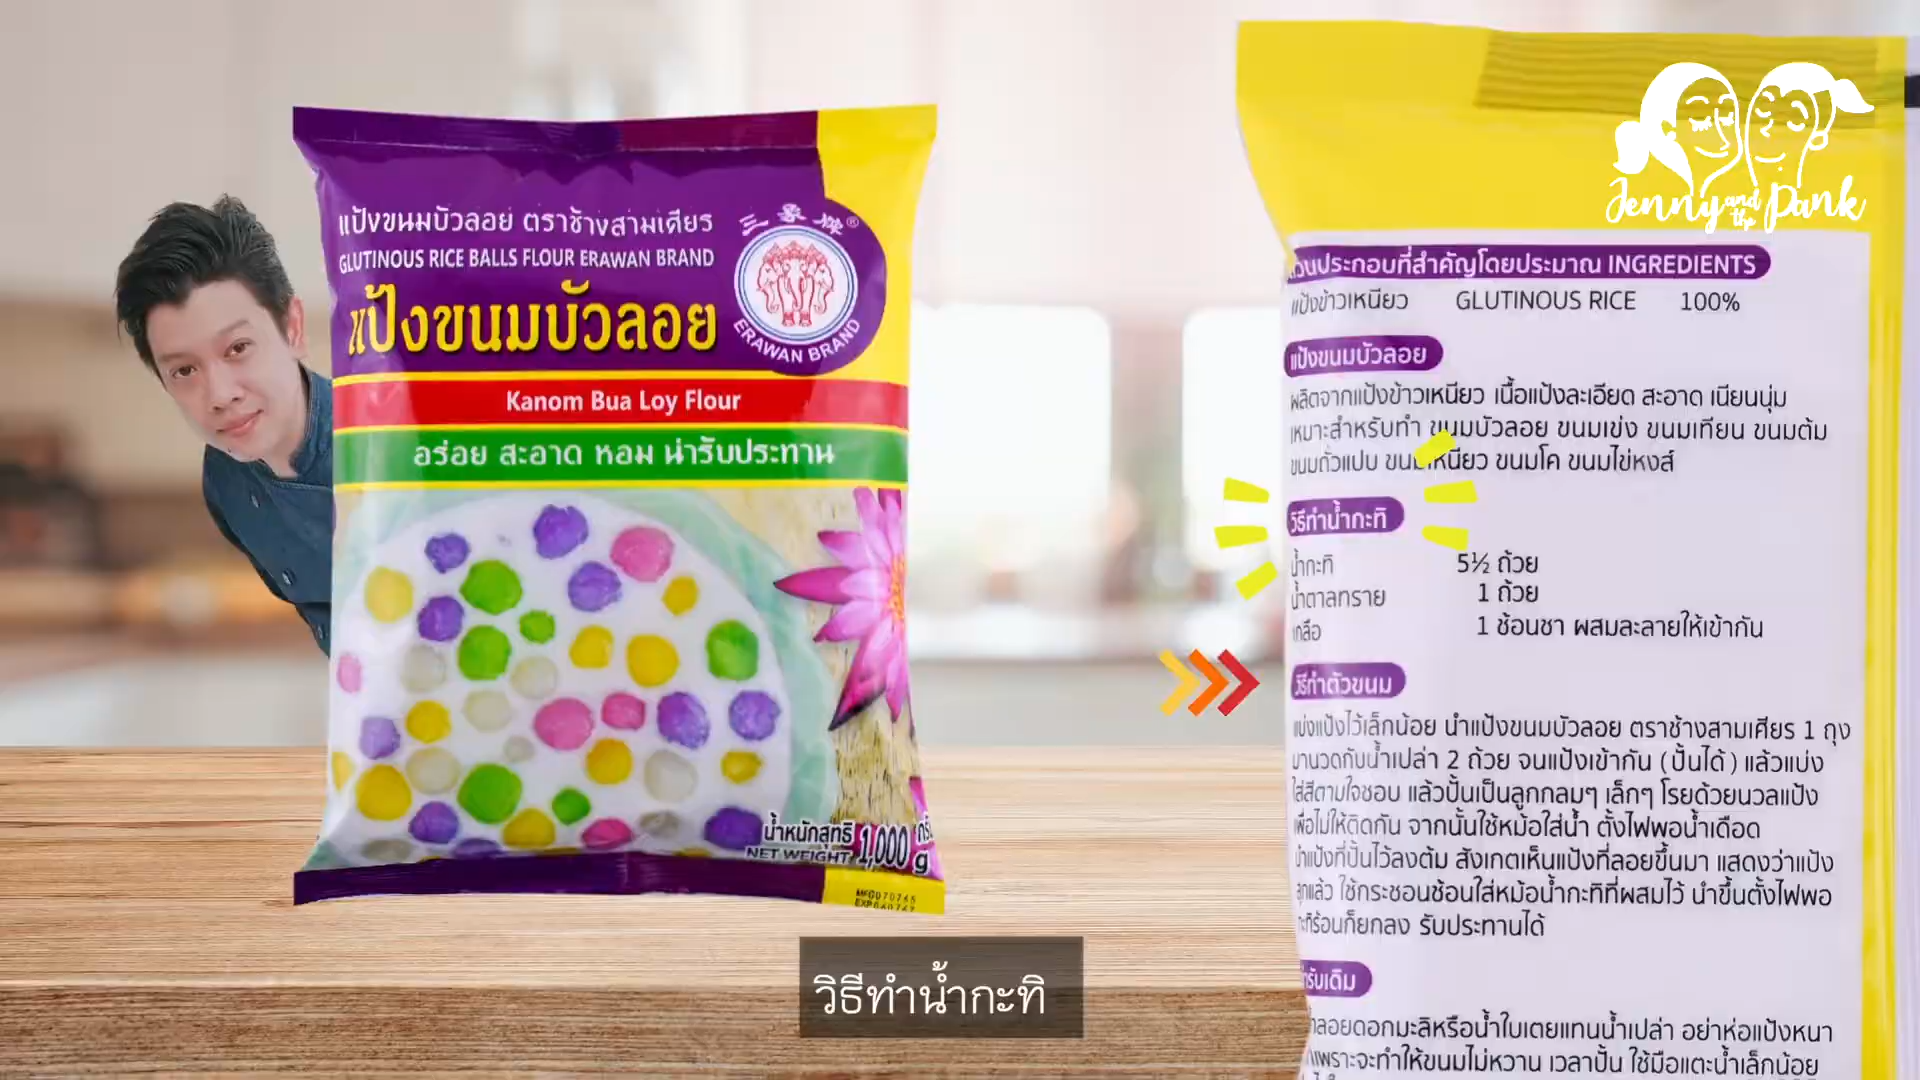 แป้งขนมบัวลอย ตราช้างสามเศียร
GLUTINOUS RICE BALLS FLOUR ERAWAN BRAND
แป้งขนมบัวลอย
三象牌®
ERAWAN BRAND
Kanom Bua Loy Flour
อร่อย สะอาด หอม น่ารับประทาน
น้ำหนักสุทธิ 1,000 กรัม
NET WEIGHT 1,000 g
MFG070765
EXP060767
Jenny and the Pank
ส่วนประกอบที่สำคัญโดยประมาณ INGREDIENTS
แป้งข้าวเหนียว GLUTINOUS RICE 100%
แป้งขนมบัวลอย
ผลิตจากแป้งข้าวเหนียว เนื้อแป้งละเอียด สะอาด เนียนนุ่ม
เหมาะสำหรับทำ ขนมบัวลอย ขนมเข่ง ขนมเทียน ขนมต้ม
ขนมถั่วแปบ ขนมเหนียว ขนมโค ขนมไข่หงส์
วิธีทำน้ำกะทิ
น้ำกะทิ 5½ ถ้วย
น้ำตาลทราย 1 ถ้วย
เกลือ 1 ช้อนชา ผสมละลายให้เข้ากัน
วิธีทำตัวขนม
แบ่งแป้งไว้เล็กน้อย นำแป้งขนมบัวลอย ตราช้างสามเศียร 1 ถุง
มานวดกับน้ำเปล่า 2 ถ้วย จนแป้งเข้ากัน (ปั้นได้) แล้วแบ่ง
ใส่สีตามใจชอบ แล้วปั้นเป็นลูกกลมๆ เล็กๆ โรยด้วยนวลแป้ง
เพื่อไม่ให้ติดกัน จากนั้นใช้หม้อใส่น้ำ ตั้งไฟพอน้ำเดือด
นำแป้งที่ปั้นไว้ลงต้ม สังเกตเห็นแป้งที่ลอยขึ้นมา แสดงว่าแป้ง
สุกแล้ว ใช้กระชอนช้อนใส่หม้อน้ำกะทิที่ผสมไว้ นำขึ้นตั้งไฟพอ
กะทิร้อนก็ยกลง รับประทานได้
ตำรับเดิม
น้ำลอยดอกมะลิหรือน้ำใบเตยแทนน้ำเปล่า อย่าห่อแป้งหนา
เพราะจะทำให้ขนมไม่หวาน เวลาปั้น ใช้มือแตะน้ำเล็กน้อย
วิธีทำน้ำกะทิ